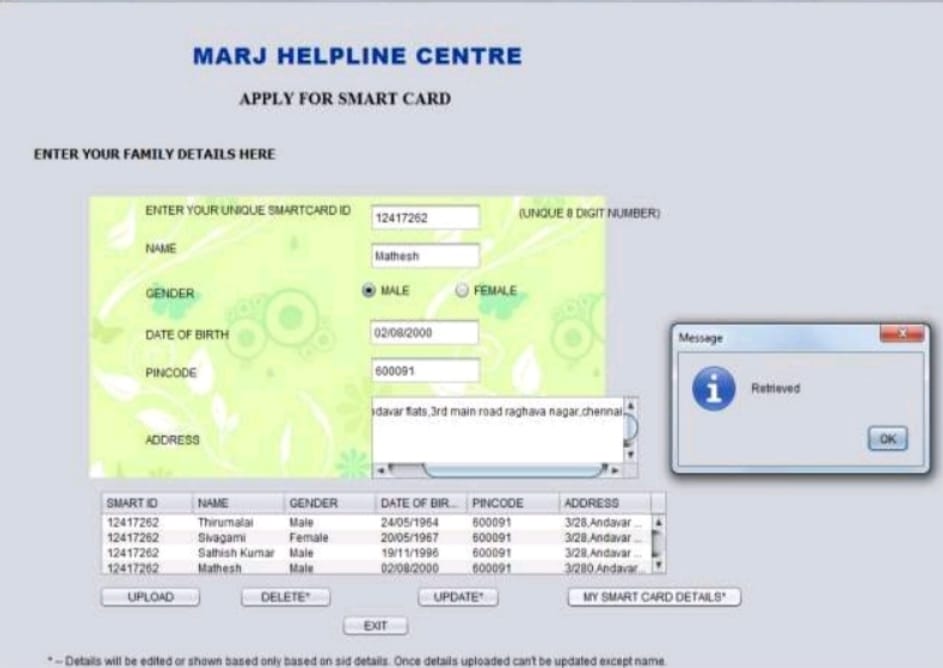 MARJ HELPLINE CENTRE
APPLY FOR SMART CARD
ENTER YOUR FAMILY DETAILS HERE
ENTER YOUR UNIQUE SMARTCARD ID 12417262 (UNQUE 8 DIGIT NUMBER)
NAME Mathesh
GENDER MALE FEMALE
DATE OF BIRTH 02/08/2000
PINCODE 600091
ADDRESS davar flats,3rd main road raghava nagar,chennai
Message
Retrieved
OK
SMART ID NAME GENDER DATE OF BIR... PINCODE ADDRESS
12417262 Thirumalai Male 24/05/1964 600091 3/28,Andavar ...
12417262 Sivagami Female 20/05/1967 600091 3/28,Andavar ...
12417262 Sathish Kumar Male 19/11/1996 600091 3/28,Andavar ...
12417262 Mathesh Male 02/08/2000 600091 3/280,Andavar...
UPLOAD DELETE* UPDATE* MY SMART CARD DETAILS*
EXIT
* -- Details will be edited or shown based only based on sid details. Once details uploaded can't be updated except name.